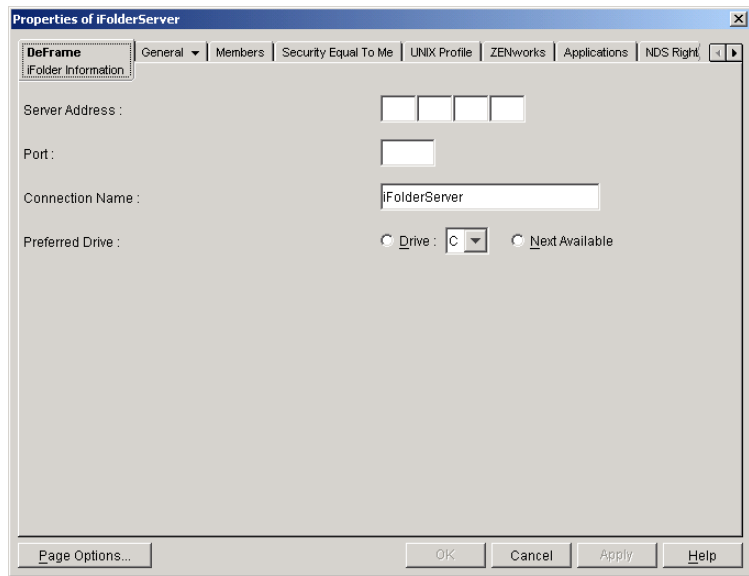 Properties of iFolderServer
DeFrame General Members Security Equal To Me UNIX Profile ZENworks Applications NDS Right
iFolder Information
Server Address :
Port :
Connection Name : iFolderServer
Preferred Drive : Drive : C Next Available
Page Options... OK Cancel Apply Help